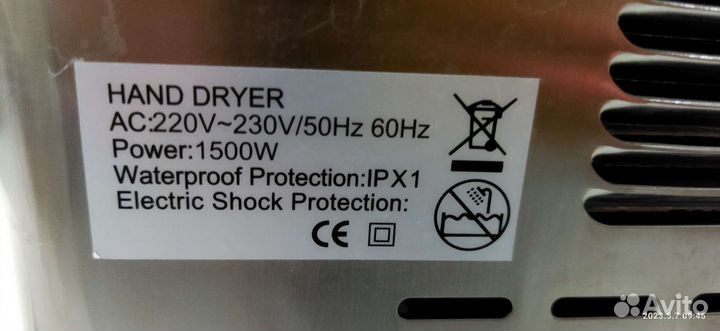 HAND DRYER
AC:220V~230V/50Hz 60Hz
Power:1500W
Waterproof Protection:IPX1
Electric Shock Protection:
CE
Avito
2023.5.7 09:46